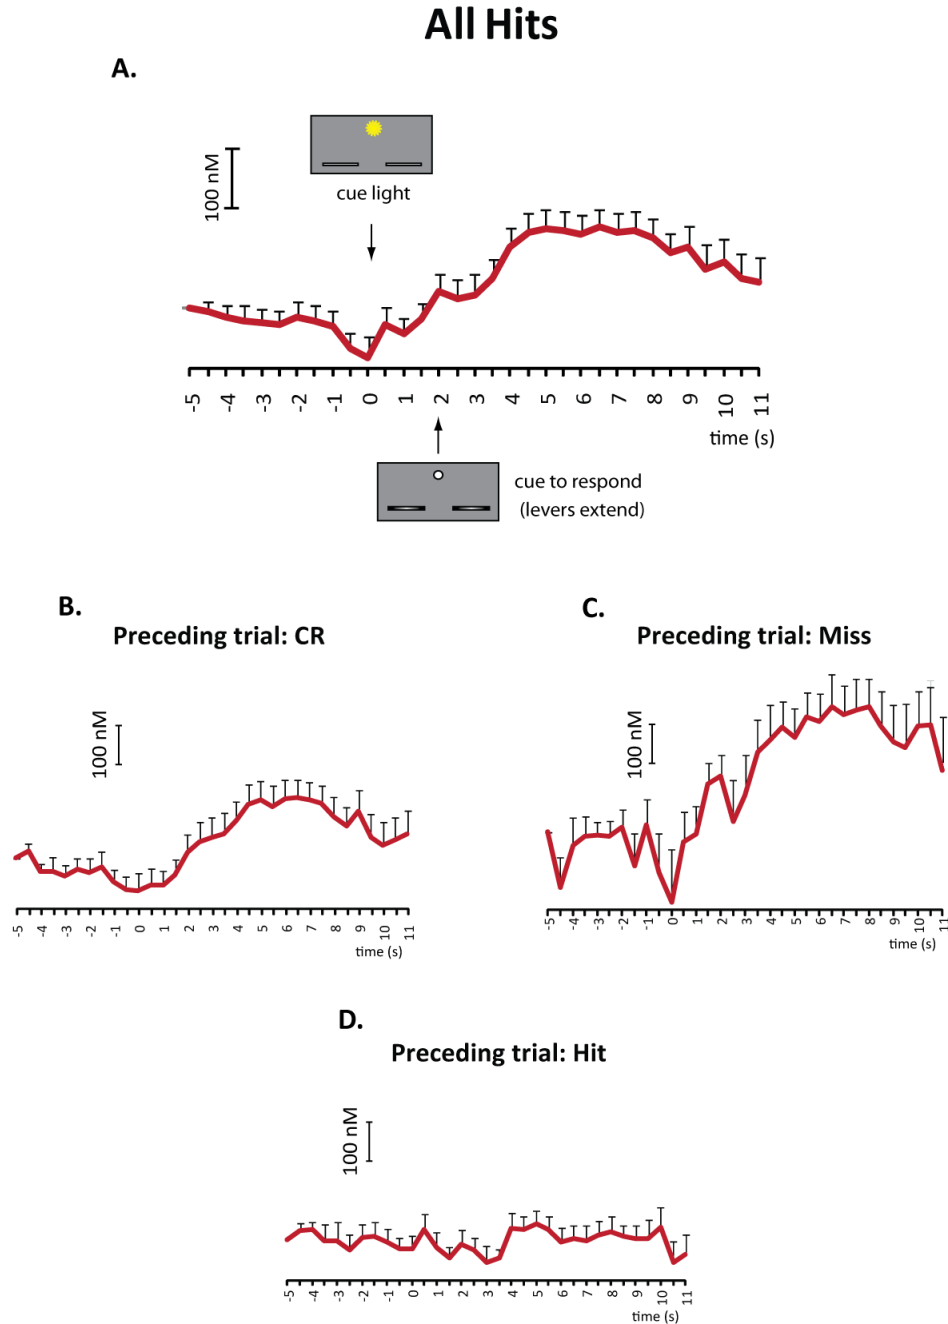 All Hits
A.
100 nM
cue light
-5 -4 -3 -2 -1 0 1 2 3 4 5 6 7 8 9 10 11
time (s)
cue to respond
(levers extend)
B.
Preceding trial: CR
100 nM
-5 -4 -3 -2 -1 0 1 2 3 4 5 6 7 8 9 10 11
time (s)
C.
Preceding trial: Miss
100 nM
-5 -4 -3 -2 -1 0 1 2 3 4 5 6 7 8 9 10 11
time (s)
D.
Preceding trial: Hit
100 nM
-5 -4 -3 -2 -1 0 1 2 3 4 5 6 7 8 9 10 11
time (s)